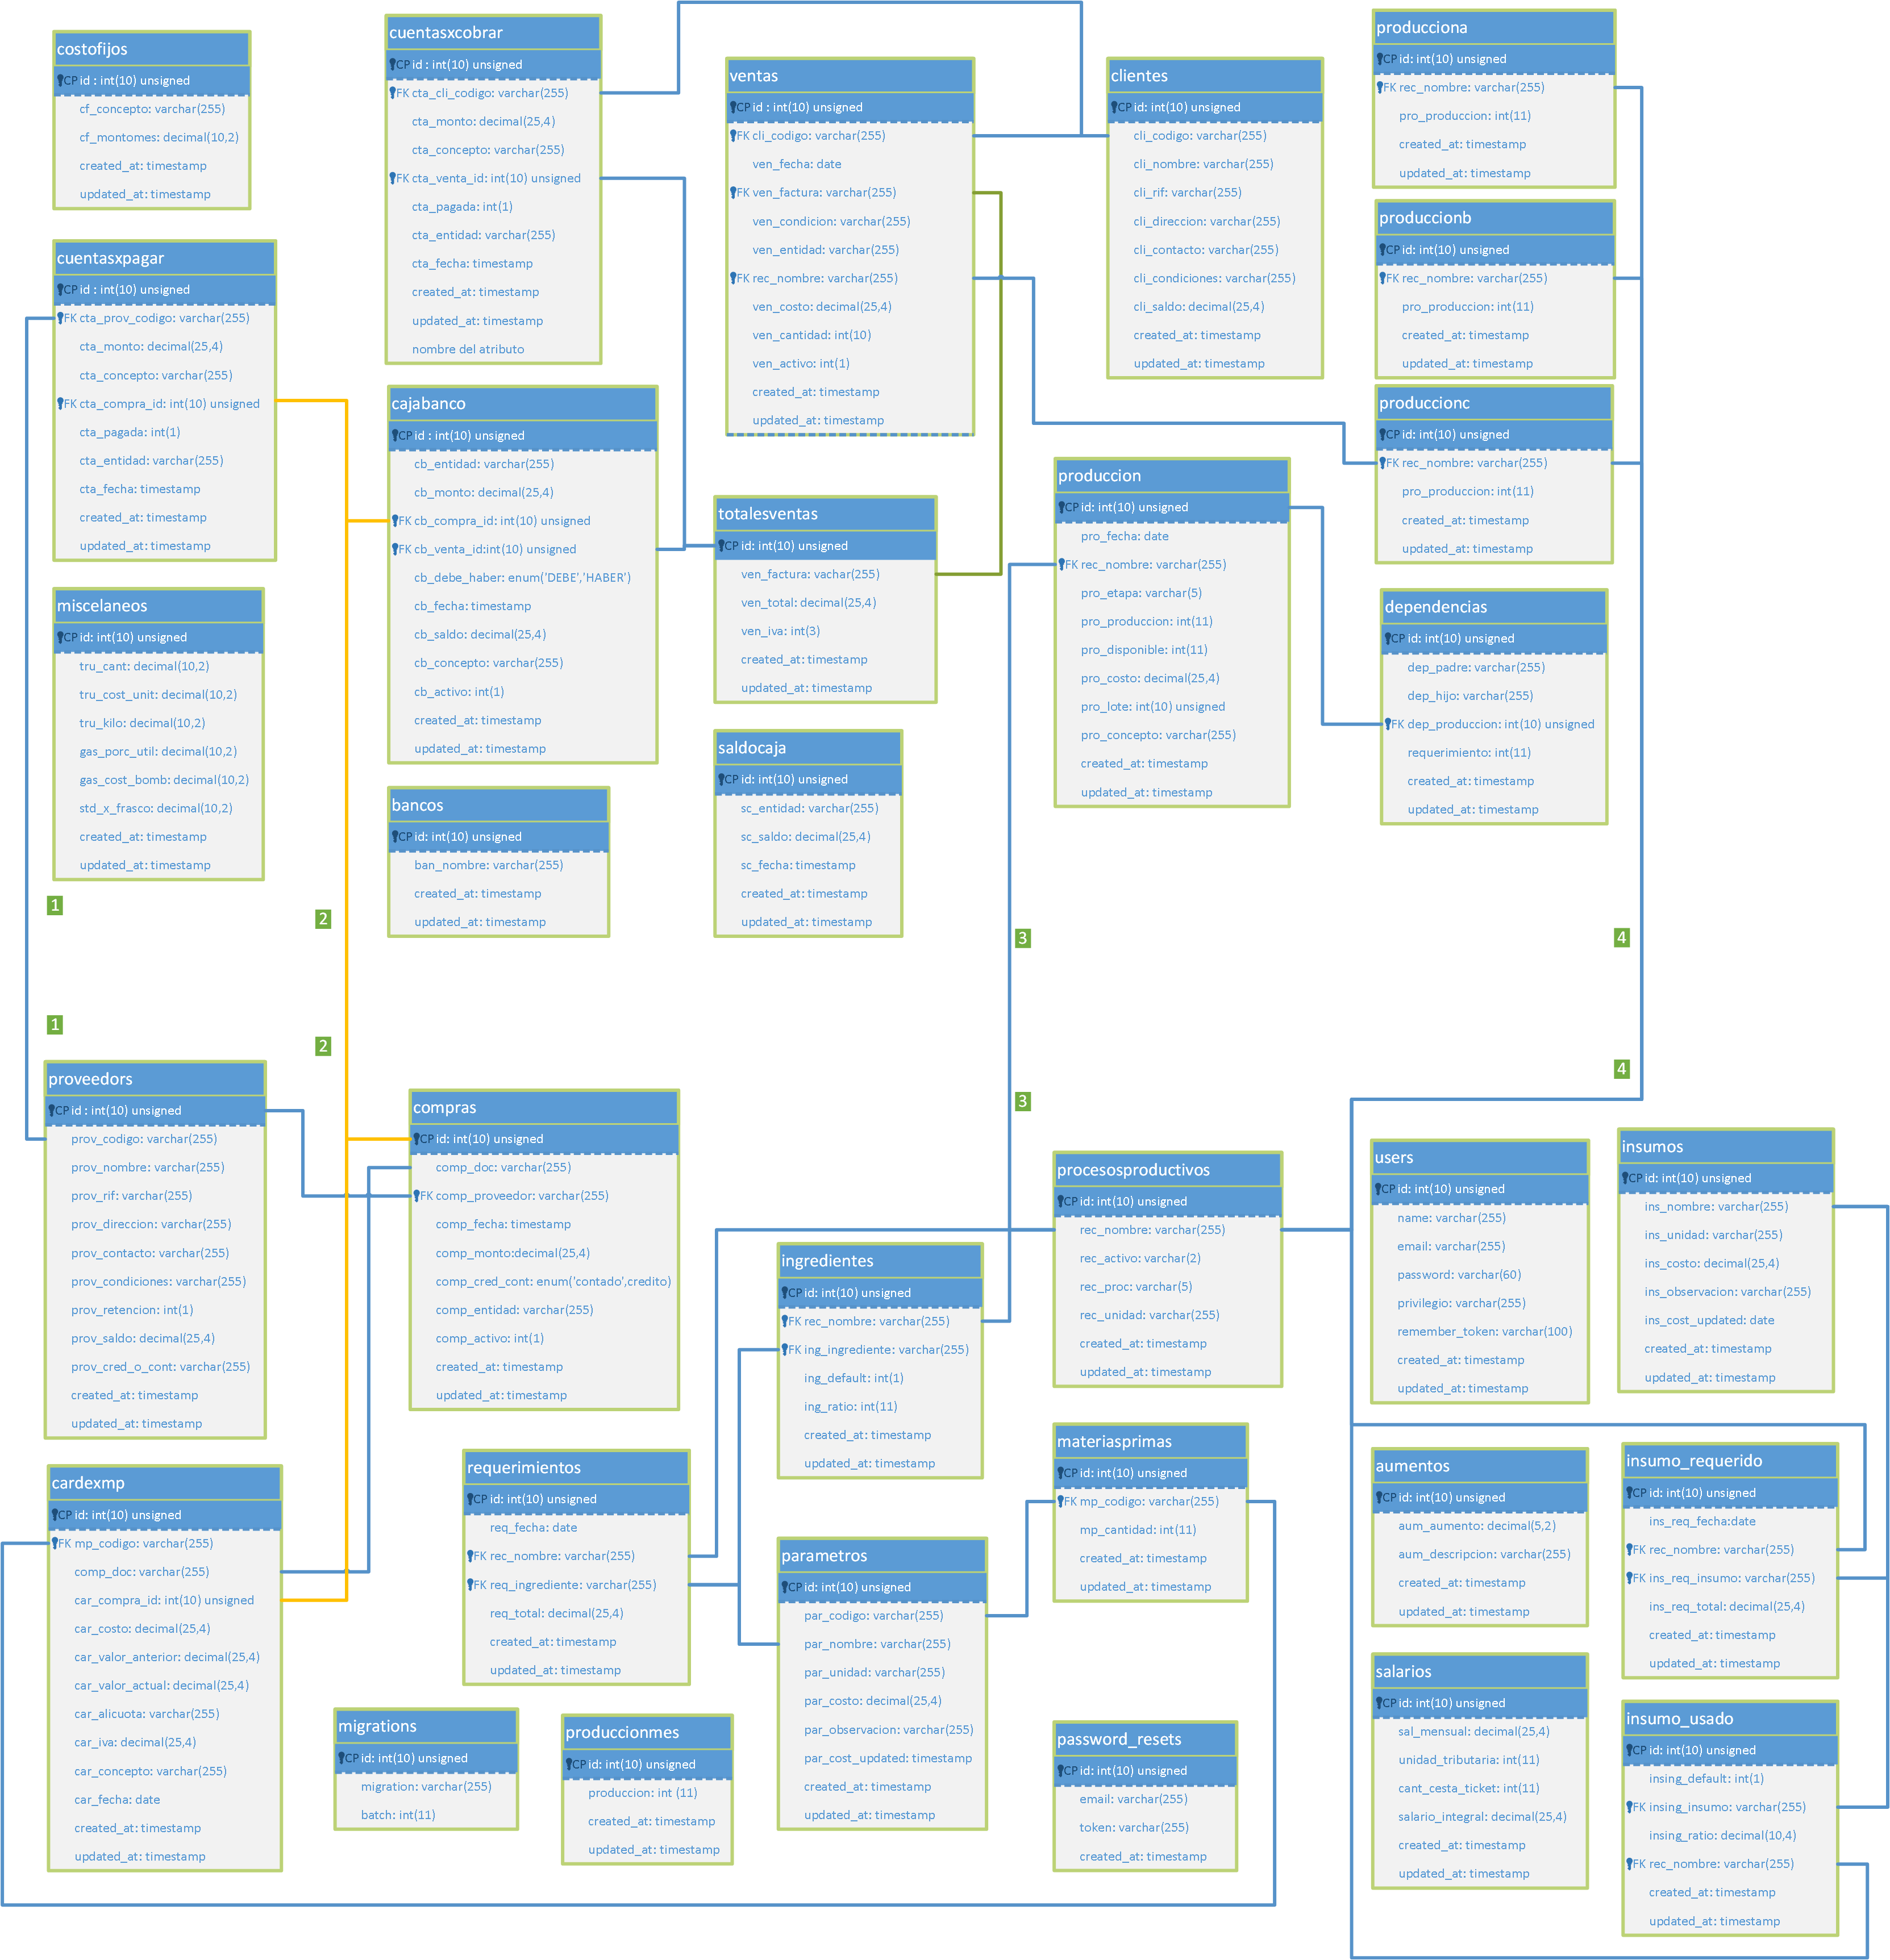 costofijos
CP id : int(10) unsigned
cf_concepto: varchar(255)
cf_montomes: decimal(10,2)
created_at: timestamp
updated_at: timestamp
cuentasxpagar
CP id : int(10) unsigned
FK cta_prov_codigo: varchar(255)
cta_monto: decimal(25,4)
cta_concepto: varchar(255)
FK cta_compra_id: int(10) unsigned
cta_pagada: int(1)
cta_entidad: varchar(255)
cta_fecha: timestamp
created_at: timestamp
updated_at: timestamp
miscelaneos
CP id: int(10) unsigned
tru_cant: decimal(10,2)
tru_cost_unit: decimal(10,2)
tru_kilo: decimal(10,2)
gas_porc_util: decimal(10,2)
gas_cost_bomb: decimal(10,2)
std_x_frasco: decimal(10,2)
created_at: timestamp
updated_at: timestamp
cuentasxcobrar
CP id : int(10) unsigned
FK cta_cli_codigo: varchar(255)
cta_monto: decimal(25,4)
cta_concepto: varchar(255)
FK cta_venta_id: int(10) unsigned
cta_pagada: int(1)
cta_entidad: varchar(255)
cta_fecha: timestamp
created_at: timestamp
updated_at: timestamp
nombre del atributo
cajabanco
CP id : int(10) unsigned
cb_entidad: varchar(255)
cb_monto: decimal(25,4)
FK cb_compra_id: int(10) unsigned
FK cb_venta_id:int(10) unsigned
cb_debe_haber: enum('DEBE','HABER')
cb_fecha: timestamp
cb_saldo: decimal(25,4)
cb_concepto: varchar(255)
cb_activo: int(1)
created_at: timestamp
updated_at: timestamp
bancos
CP id: int(10) unsigned
ban_nombre: varchar(255)
created_at: timestamp
updated_at: timestamp
ventas
CP id : int(10) unsigned
FK cli_codigo: varchar(255)
ven_fecha: date
FK ven_factura: varchar(255)
ven_condicion: varchar(255)
ven_entidad: varchar(255)
FK rec_nombre: varchar(255)
ven_costo: decimal(25,4)
ven_cantidad: int(10)
ven_activo: int(1)
created_at: timestamp
updated_at: timestamp
totalesventas
CP id: int(10) unsigned
ven_factura: vachar(255)
ven_total: decimal(25,4)
ven_iva: int(3)
created_at: timestamp
updated_at: timestamp
saldocaja
CP id: int(10) unsigned
sc_entidad: varchar(255)
sc_saldo: decimal(25,4)
sc_fecha: timestamp
created_at: timestamp
updated_at: timestamp
clientes
CP id: int(10) unsigned
cli_codigo: varchar(255)
cli_nombre: varchar(255)
cli_rif: varchar(255)
cli_direccion: varchar(255)
cli_contacto: varchar(255)
cli_condiciones: varchar(255)
cli_saldo: decimal(25,4)
created_at: timestamp
updated_at: timestamp
produccion
CP id: int(10) unsigned
pro_fecha: date
FK rec_nombre: varchar(255)
pro_etapa: varchar(5)
pro_produccion: int(11)
pro_disponible: int(11)
pro_costo: decimal(25,4)
pro_lote: int(10) unsigned
pro_concepto: varchar(255)
created_at: timestamp
updated_at: timestamp
producciona
CP id: int(10) unsigned
FK rec_nombre: varchar(255)
pro_produccion: int(11)
created_at: timestamp
updated_at: timestamp
produccionb
CP id: int(10) unsigned
FK rec_nombre: varchar(255)
pro_produccion: int(11)
created_at: timestamp
updated_at: timestamp
produccionc
CP id: int(10) unsigned
FK rec_nombre: varchar(255)
pro_produccion: int(11)
created_at: timestamp
updated_at: timestamp
dependencias
CP id: int(10) unsigned
dep_padre: varchar(255)
dep_hijo: varchar(255)
FK dep_produccion: int(10) unsigned
requerimiento: int(11)
created_at: timestamp
updated_at: timestamp
1
2
3
4
1
2
3
4
proveedors
CP id : int(10) unsigned
prov_codigo: varchar(255)
prov_nombre: varchar(255)
prov_rif: varchar(255)
prov_direccion: varchar(255)
prov_contacto: varchar(255)
prov_condiciones: varchar(255)
prov_retencion: int(1)
prov_saldo: decimal(25,4)
prov_cred_o_cont: varchar(255)
created_at: timestamp
updated_at: timestamp
cardexmp
CP id: int(10) unsigned
FK mp_codigo: varchar(255)
comp_doc: varchar(255)
car_compra_id: int(10) unsigned
car_costo: decimal(25,4)
car_valor_anterior: decimal(25,4)
car_valor_actual: decimal(25,4)
car_alicuota: varchar(255)
car_iva: decimal(25,4)
car_concepto: varchar(255)
car_fecha: date
created_at: timestamp
updated_at: timestamp
compras
CP id: int(10) unsigned
comp_doc: varchar(255)
FK comp_proveedor: varchar(255)
comp_fecha: timestamp
comp_monto:decimal(25,4)
comp_cred_cont: enum('contado',credito)
comp_entidad: varchar(255)
comp_activo: int(1)
created_at: timestamp
updated_at: timestamp
requerimientos
CP id: int(10) unsigned
req_fecha: date
FK rec_nombre: varchar(255)
FK req_ingrediente: varchar(255)
req_total: decimal(25,4)
created_at: timestamp
updated_at: timestamp
migrations
CP id: int(10) unsigned
migration: varchar(255)
batch: int(11)
produccionmes
CP id: int(10) unsigned
produccion: int (11)
created_at: timestamp
updated_at: timestamp
ingredientes
CP id: int(10) unsigned
FK rec_nombre: varchar(255)
FK ing_ingrediente: varchar(255)
ing_default: int(1)
ing_ratio: int(11)
created_at: timestamp
updated_at: timestamp
parametros
CP id: int(10) unsigned
par_codigo: varchar(255)
par_nombre: varchar(255)
par_unidad: varchar(255)
par_costo: decimal(25,4)
par_observacion: varchar(255)
par_cost_updated: timestamp
created_at: timestamp
updated_at: timestamp
procesosproductivos
CP id: int(10) unsigned
rec_nombre: varchar(255)
rec_activo: varchar(2)
rec_proc: varchar(5)
rec_unidad: varchar(255)
created_at: timestamp
updated_at: timestamp
materiasprimas
CP id: int(10) unsigned
FK mp_codigo: varchar(255)
mp_cantidad: int(11)
created_at: timestamp
updated_at: timestamp
password_resets
CP id: int(10) unsigned
email: varchar(255)
token: varchar(255)
created_at: timestamp
users
CP id: int(10) unsigned
name: varchar(255)
email: varchar(255)
password: varchar(60)
privilegio: varchar(255)
remember_token: varchar(100)
created_at: timestamp
updated_at: timestamp
aumentos
CP id: int(10) unsigned
aum_aumento: decimal(5,2)
aum_descripcion: varchar(255)
created_at: timestamp
updated_at: timestamp
salarios
CP id: int(10) unsigned
sal_mensual: decimal(25,4)
unidad_tributaria: int(11)
cant_cesta_ticket: int(11)
salario_integral: decimal(25,4)
created_at: timestamp
updated_at: timestamp
insumos
CP id: int(10) unsigned
ins_nombre: varchar(255)
ins_unidad: varchar(255)
ins_costo: decimal(25,4)
ins_observacion: varchar(255)
ins_cost_updated: date
created_at: timestamp
updated_at: timestamp
insumo_requerido
CP id: int(10) unsigned
ins_req_fecha:date
FK rec_nombre: varchar(255)
FK ins_req_insumo: varchar(255)
ins_req_total: decimal(25,4)
created_at: timestamp
updated_at: timestamp
insumo_usado
CP id: int(10) unsigned
insing_default: int(1)
FK insing_insumo: varchar(255)
insing_ratio: decimal(10,4)
FK rec_nombre: varchar(255)
created_at: timestamp
updated_at: timestamp